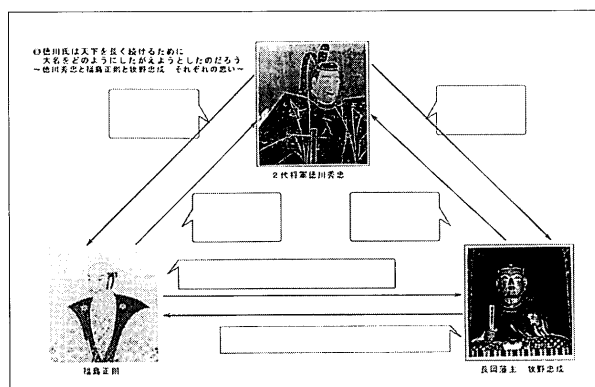 ○徳川氏は天下を長く続けるために
大名をどのようにしたがえようとしたのだろう
~徳川秀忠と福島正則と牧野忠成 それぞれの思い~
2代将軍徳川秀忠
福島正則
長岡藩主 牧野忠成